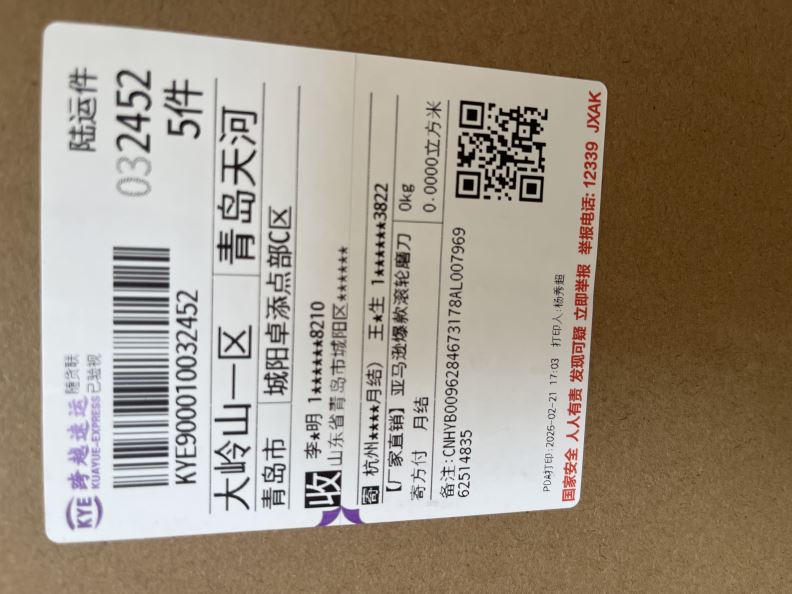 KYE 跨越速运 随货联
KUAYUE-EXPRESS 已验视
陆运件
032452
5件
KYE9000010032452
大岭山一区 青岛天河
青岛市 城阳卓添点部C区
收 李★明 1★★★★★★8210
山东省青岛市城阳区★★★★★★
寄 杭州★★★★月结） 王★生 1★★★★★★3822
【厂家直销】亚马逊爆款滚轮磨刀 0kg
寄方付 月结 0.0000立方米
备注:CNHYB0096284673178AL007969
62514835
PDA打印:2026-02-21 17:03 打印人:杨秀超
国家安全 人人有责 发现可疑 立即举报 举报电话: 12339 JXAK